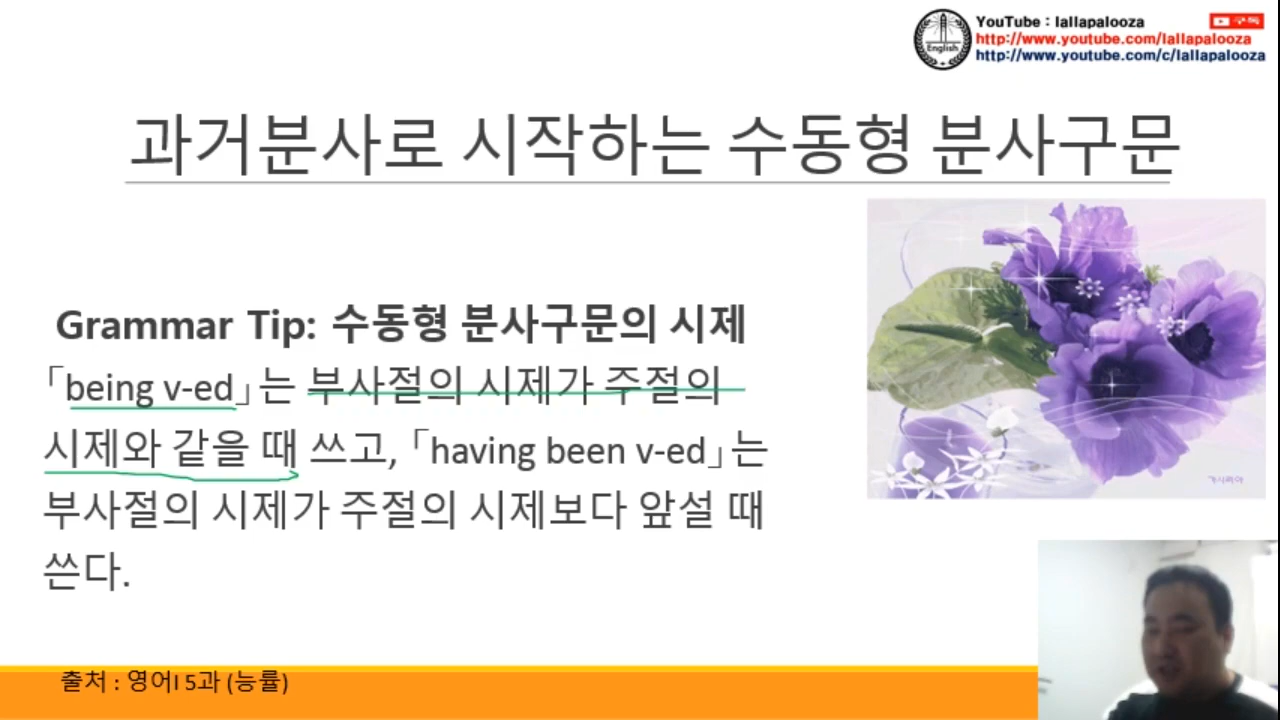 YouTube : lallapalooza
구독
http://www.youtube.com/lallapalooza
http://www.youtube.com/c/lallapalooza
English
과거분사로 시작하는 수동형 분사구문
Grammar Tip: 수동형 분사구문의 시제
「being v-ed」는 부사절의 시제가 주절의
시제와 같을 때 쓰고,「having been v-ed」는
부사절의 시제가 주절의 시제보다 앞설 때
쓴다.
출처 : 영어I 5과 (능률)